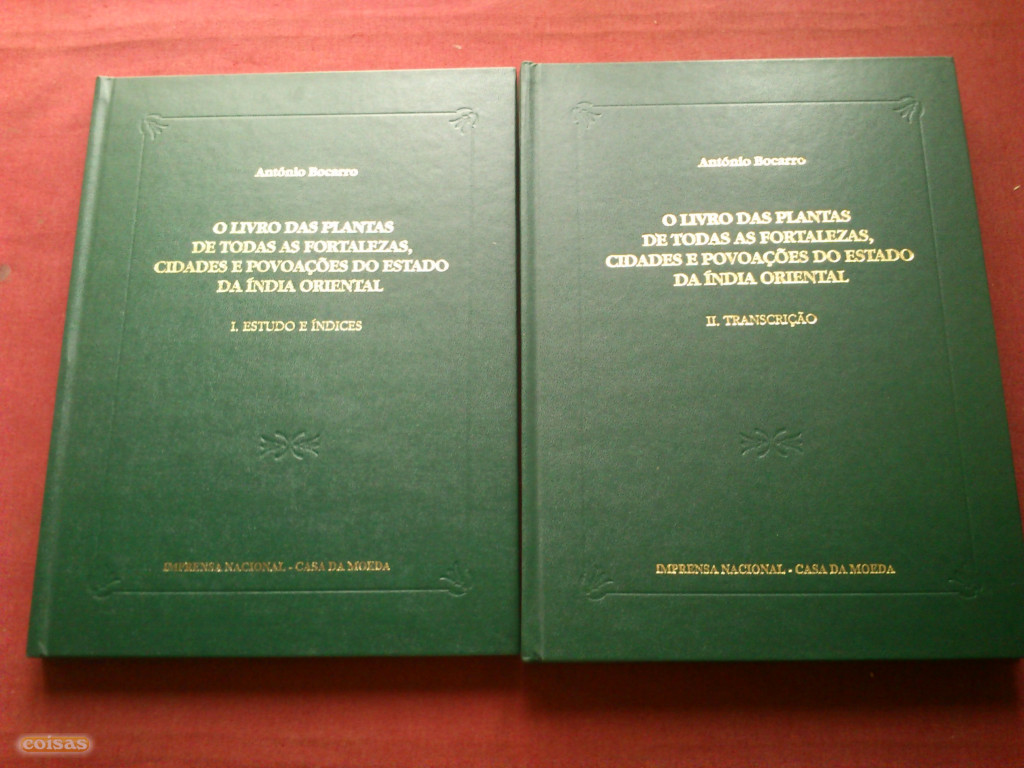 António Bocarro
O LIVRO DAS PLANTAS
DE TODAS AS FORTALEZAS,
CIDADES E POVOAÇÕES DO ESTADO
DA ÍNDIA ORIENTAL
I. ESTUDO E ÍNDICES
IMPRENSA NACIONAL - CASA DA MOEDA
António Bocarro
O LIVRO DAS PLANTAS
DE TODAS AS FORTALEZAS,
CIDADES E POVOAÇÕES DO ESTADO
DA ÍNDIA ORIENTAL
II. TRANSCRIÇÃO
IMPRENSA NACIONAL - CASA DA MOEDA
coisas